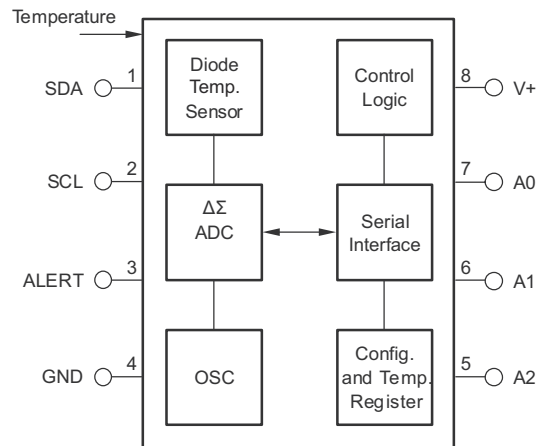 Temperature
SDA
1
SCL
2
ALERT
3
GND
4
Diode
Temp.
Sensor
ΔΣ
ADC
OSC
Control
Logic
Serial
Interface
Config.
and Temp.
Register
8
V+
7
A0
6
A1
5
A2